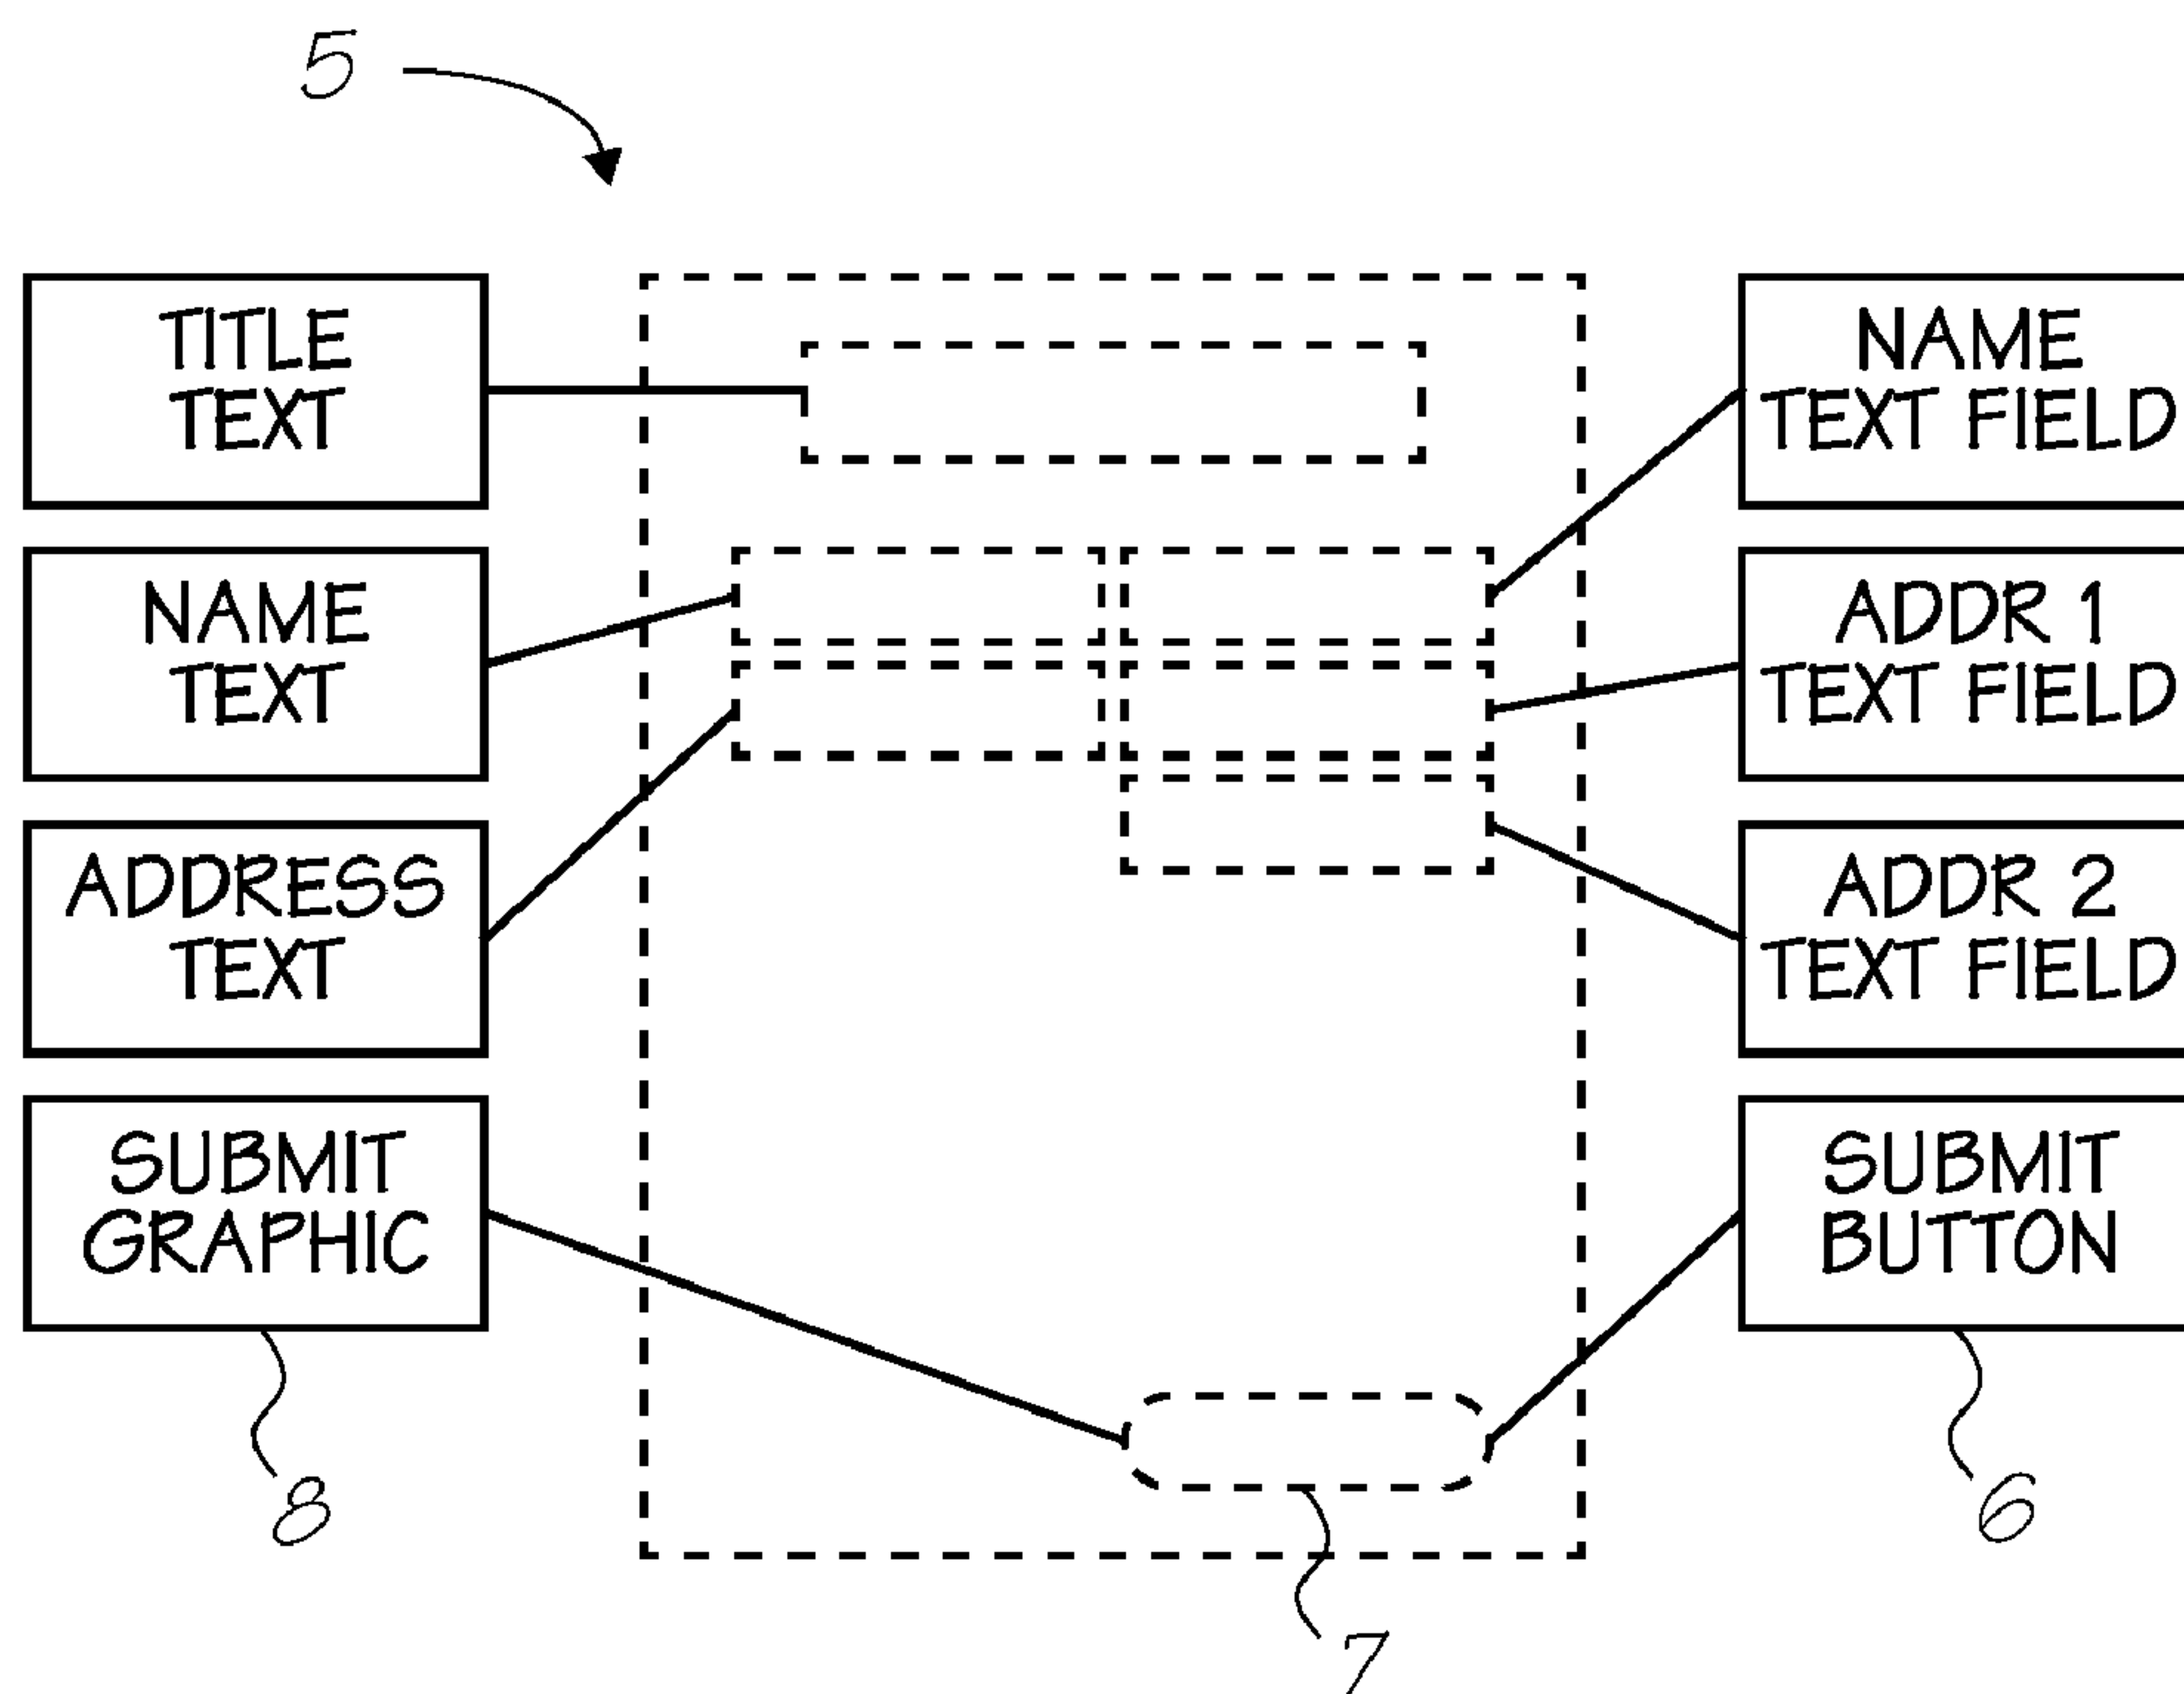 5
TITLE
TEXT
NAME
TEXT
ADDRESS
TEXT
SUBMIT
GRAPHIC
8
NAME
TEXT FIELD
ADDR 1
TEXT FIELD
ADDR 2
TEXT FIELD
SUBMIT
BUTTON
6
7